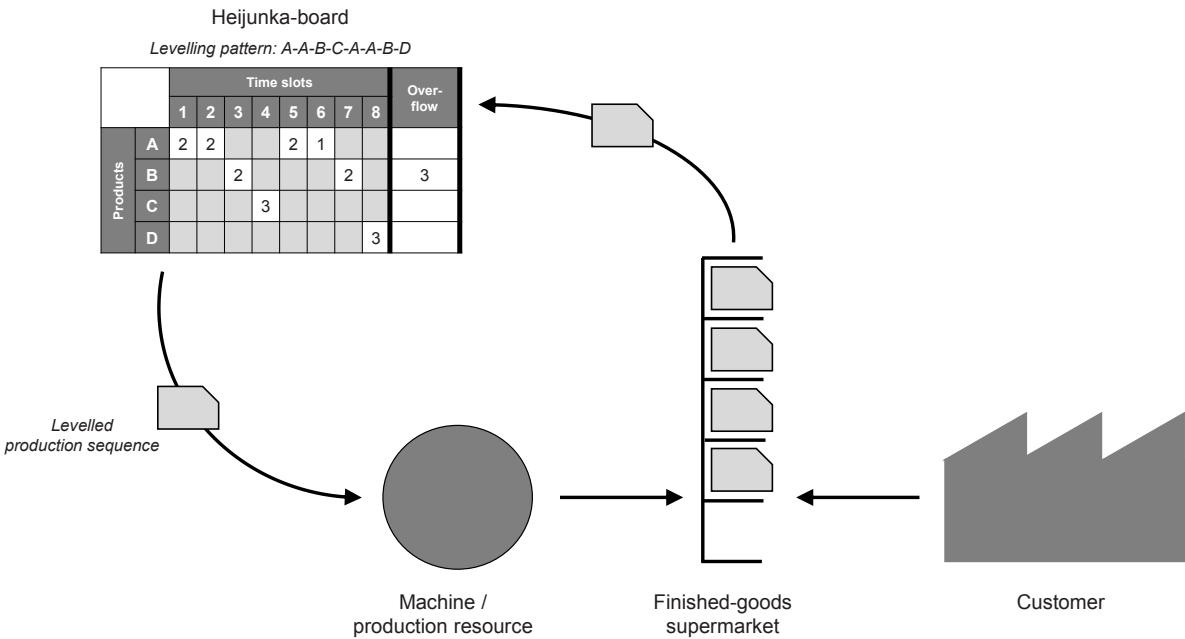 Heijunka-board
Levelling pattern: A-A-B-C-A-A-B-D
Time slots
Over-
flow
1 2 3 4 5 6 7 8
Products
A 2 2 2 1
B 2 2 3
C 3
D 3
Levelled
production sequence
Machine /
production resource
Finished-goods
supermarket
Customer